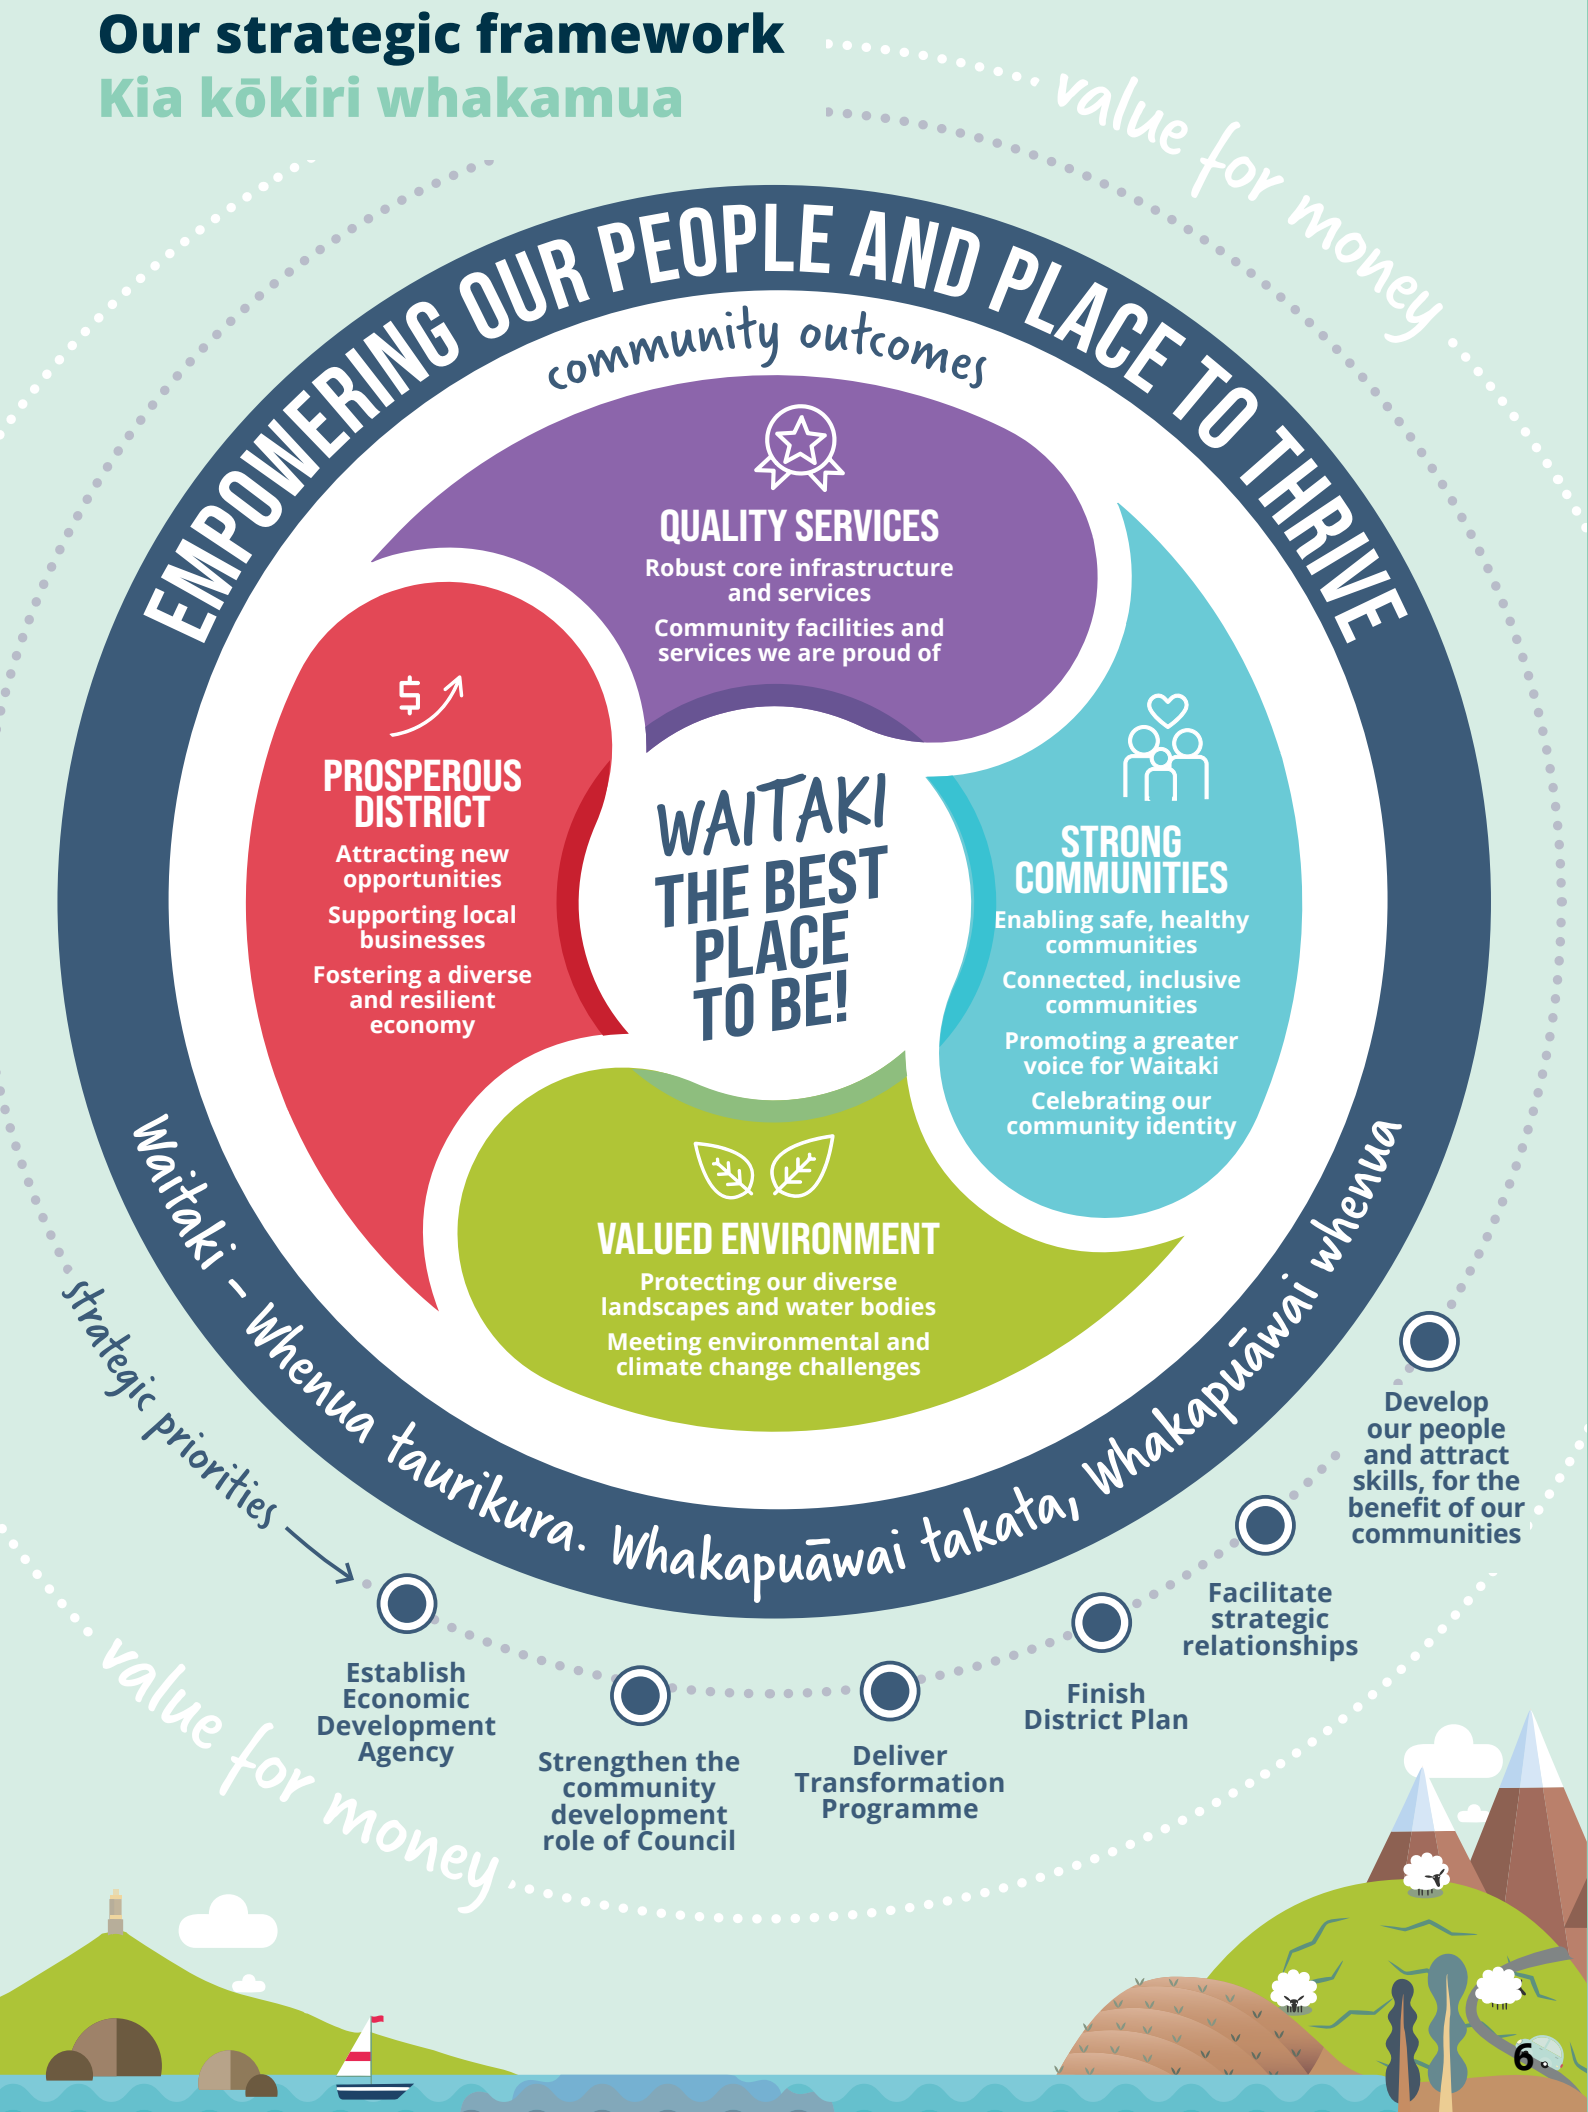 Our strategic framework
Kia kōkiri whakamua
value for money
EMPOWERING OUR PEOPLE AND PLACE TO THRIVE
community outcomes
QUALITY SERVICES
Robust core infrastructure
and services
Community facilities and
services we are proud of
PROSPEROUS
DISTRICT
Attracting new
opportunities
Supporting local
businesses
Fostering a diverse
and resilient
economy
WAITAKI
THE BEST
PLACE
TO BE!
STRONG
COMMUNITIES
Enabling safe, healthy
communities
Connected, inclusive
communities
Promoting a greater
voice for Waitaki
Celebrating our
community identity
VALUED ENVIRONMENT
Protecting our diverse
landscapes and water bodies
Meeting environmental and
climate change challenges
Waitaki – Whenua taurikura. Whakapuāwai takata, Whakapuāwai whenua
strategic priorities
Establish
Economic
Development
Agency
Strengthen the
community
development
role of Council
Deliver
Transformation
Programme
Finish
District Plan
Facilitate
strategic
relationships
Develop
our people
and attract
skills, for the
benefit of our
communities
value for money
6